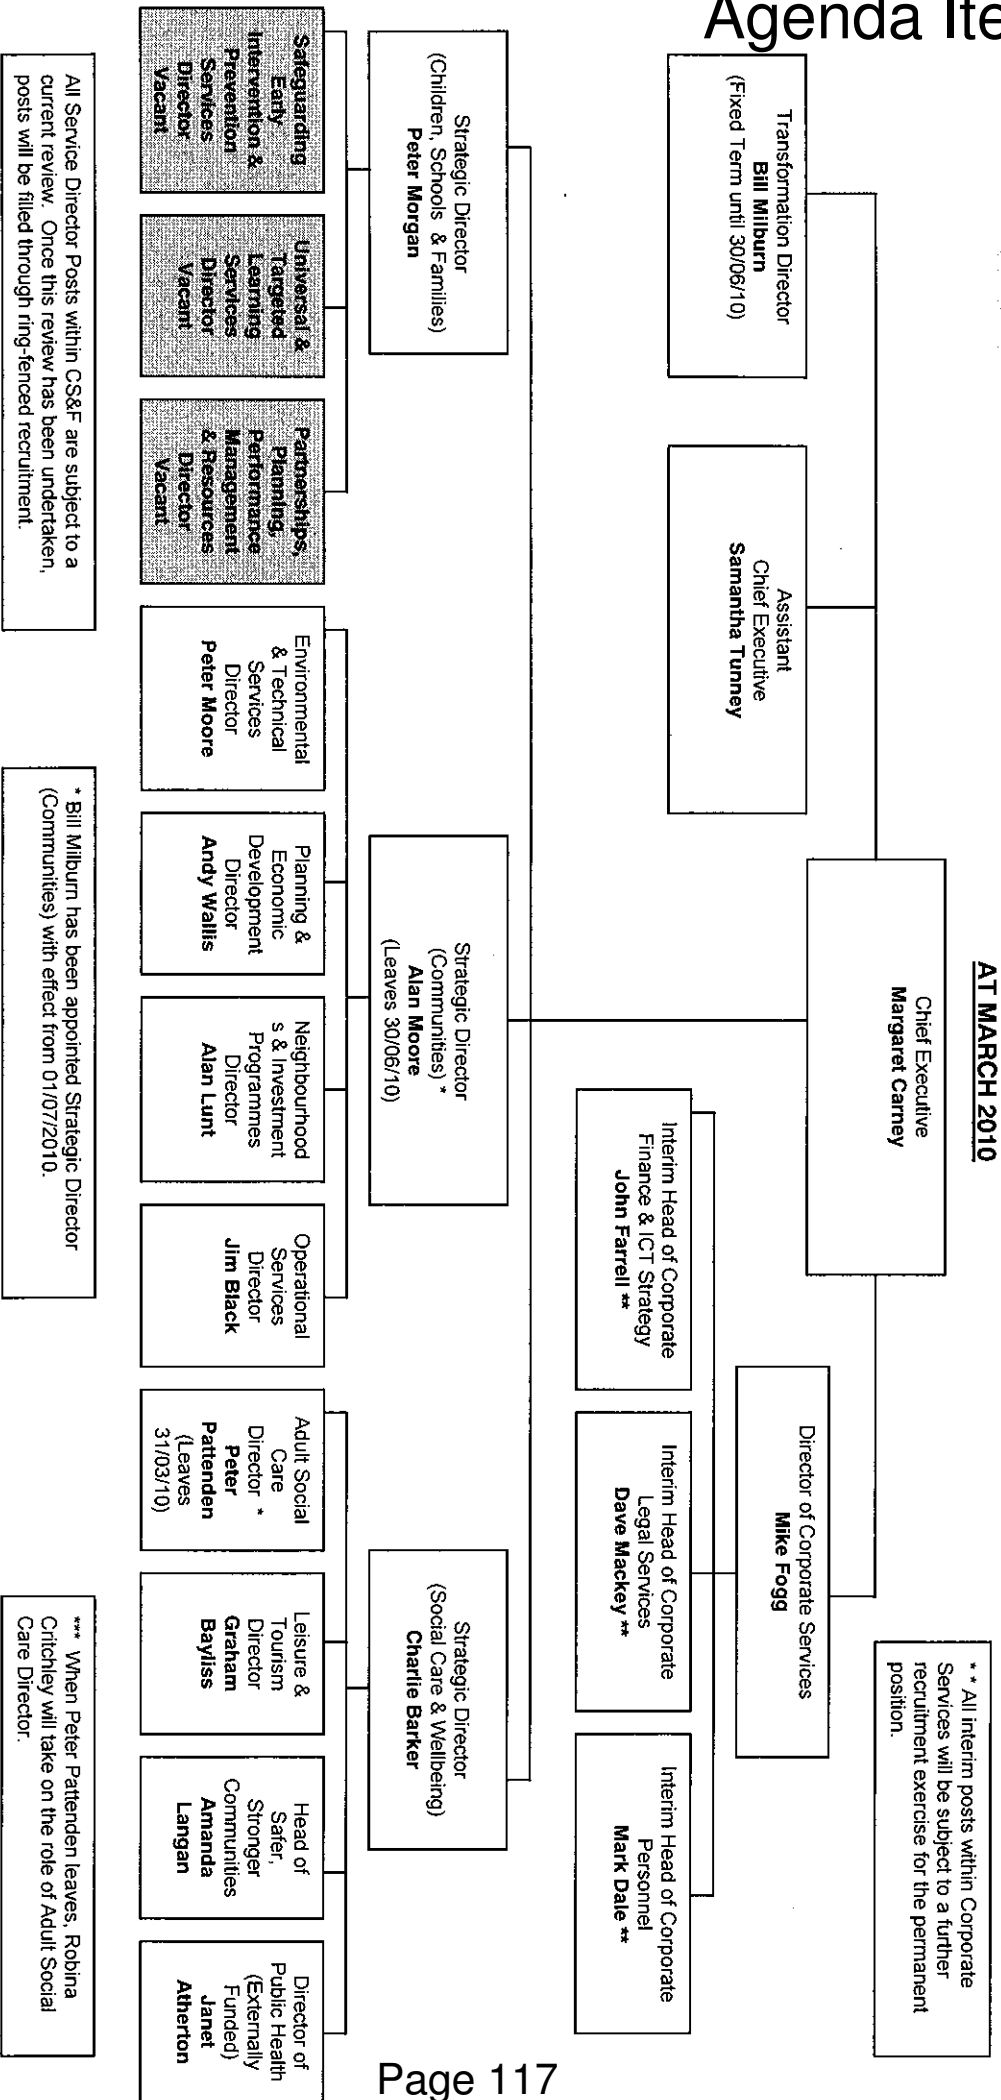 Agenda Ite
AT MARCH 2010
Chief Executive
Margaret Carney
Transformation Director
Bill Milburn
(Fixed Term until 30/06/10)
Assistant
Chief Executive
Samantha Tunney
Director of Corporate Services
Mike Fogg
* * All interim posts within Corporate
Services will be subject to a further
recruitment exercise for the permanent
position.
Interim Head of Corporate
Finance & ICT Strategy
John Farrell **
Interim Head of Corporate
Legal Services
Dave Mackey **
Interim Head of Corporate
Personnel
Mark Dale **
Strategic Director
(Children, Schools & Families)
Peter Morgan
Strategic Director
(Communities) *
Alan Moore
(Leaves 30/06/10)
Strategic Director
(Social Care & Wellbeing)
Charlie Barker
Safeguarding
Early
Intervention &
Prevention
Services
Director
Vacant
Universal &
Targeted
Learning
Services
Director
Vacant
Partnerships,
Planning,
Performance
Management
& Resources
Director
Vacant
Environmental
& Technical
Services
Director
Peter Moore
Planning &
Economic
Development
Director
Andy Wallis
Neighbourhood
s & Investment
Programmes
Director
Alan Lunt
Operational
Services
Director
Jim Black
Adult Social
Care
Director *
Peter
Pattenden
(Leaves
31/03/10)
Leisure &
Tourism
Director
Graham
Bayliss
Head of
Safer,
Stronger
Communities
Amanda
Langan
Director of
Public Health
(Externally
Funded)
Janet
Atherton
All Service Director Posts within CS&F are subject to a
current review. Once this review has been undertaken,
posts will be filled through ring-fenced recruitment.
* Bill Milburn has been appointed Strategic Director
(Communities) with effect from 01/07/2010.
*** When Peter Pattenden leaves, Robina
Critchley will take on the role of Adult Social
Care Director.
Page 117